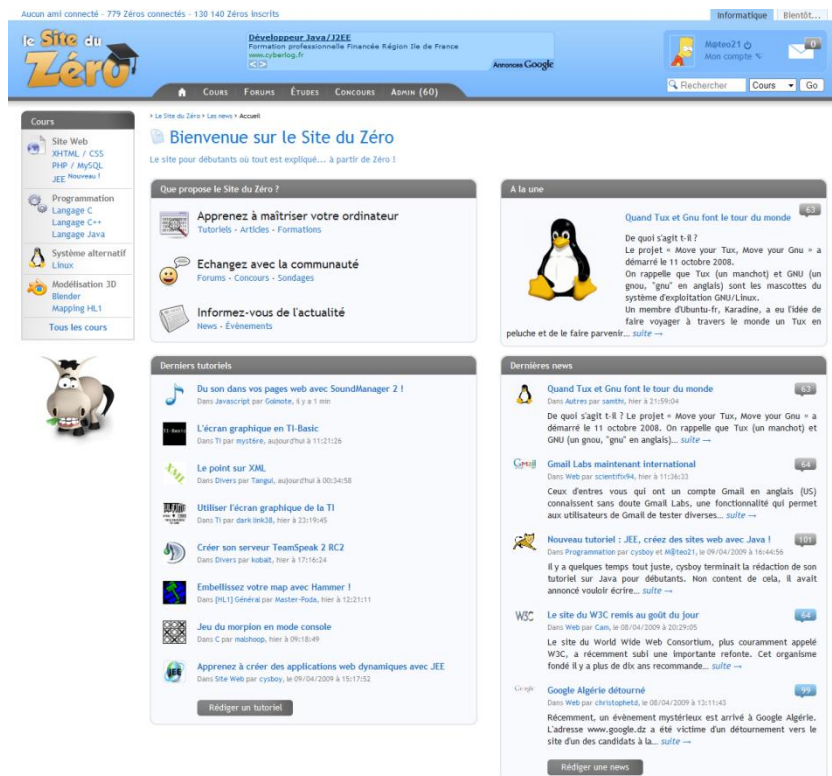 Aucun ami connecté - 779 Zéros connectés - 130 140 Zéros Inscrits
Informatique
Bientôt...
le Site du
Zéro
Développeur Java/J2EE
Formation professionnelle Financée Région Ile de France
www.cyberlog.fr
Annonces Google
M@teo21
Mon compte
0
Rechercher
Cours
Go
Cours Forums Études Concours Admin (60)
Cours
Site Web
XHTML / CSS
PHP / MySQL
JEE Nouveau !
Programmation
Langage C
Langage C++
Langage Java
Système alternatif
Linux
Modélisation 3D
Blender
Mapping HL1
Tous les cours
> Le Site du Zéro > Les news > Accueil
Bienvenue sur le Site du Zéro
Le site pour débutants où tout est expliqué... à partir de Zéro !
Que propose le Site du Zéro ?
Apprenez à maîtriser votre ordinateur
Tutoriels - Articles - Formations
Echangez avec la communauté
Forums - Concours - Sondages
Informez-vous de l'actualité
News - Évènements
A la une
63
Quand Tux et Gnu font le tour du monde
De quoi s'agit t-il ?
Le projet « Move your Tux, Move your Gnu » a
démarré le 11 octobre 2008.
On rappelle que Tux (un manchot) et GNU (un
gnou, "gnu" en anglais) sont les mascottes du
système d'exploitation GNU/Linux.
Un membre d'Ubuntu-fr, Karadine, a eu l'idée de
faire voyager à travers le monde un Tux en
peluche et de le faire parvenir... suite →
Derniers tutoriels
Du son dans vos pages web avec SoundManager 2 !
Dans Javascript par Golmote, il y a 1 min
TI-Basic
L'écran graphique en TI-Basic
Dans TI par mystère, aujourd'hui à 11:21:26
XML
Le point sur XML
Dans Divers par Tangui, aujourd'hui à 00:34:58
Utiliser l'écran graphique de la TI
Dans TI par dark link38, hier à 23:19:45
Créer son serveur TeamSpeak 2 RC2
Dans Divers par kobalt, hier à 17:16:24
Embellissez votre map avec Hammer !
Dans [HL1] Général par Master-Poda, hier à 12:21:11
Jeu du morpion en mode console
Dans C par malshoop, hier à 09:18:49
JEE
Apprenez à créer des applications web dynamiques avec JEE
Dans Site Web par cysboy, le 09/04/2009 à 15:17:52
Rédiger un tutoriel
Dernières news
Quand Tux et Gnu font le tour du monde
63
Dans Autres par samthi, hier à 21:59:04
De quoi s'agit t-il ? Le projet « Move your Tux, Move your Gnu » a
démarré le 11 octobre 2008. On rappelle que Tux (un manchot) et
GNU (un gnou, "gnu" en anglais)... suite →
Gmail
Gmail Labs maintenant international
64
Dans Web par scientifix94, hier à 11:36:33
Ceux d'entres vous qui ont un compte Gmail en anglais (US)
connaissent sans doute Gmail Labs, une fonctionnalité qui permet
aux utilisateurs de Gmail de tester diverses... suite →
Nouveau tutoriel : JEE, créez des sites web avec Java !
101
Dans Programmation par cysboy et M@teo21, le 09/04/2009 à 16:44:56
Il y a quelques temps tout juste, cysboy terminait la rédaction de son
tutoriel sur Java pour débutants. Non content de cela, il avait
annoncé vouloir écrire... suite →
W3C
Le site du W3C remis au goût du jour
64
Dans Web par Cam, le 08/04/2009 à 20:29:05
Le site du World Wide Web Consortium, plus couramment appelé
W3C, a récemment subi une importante refonte. Cet organisme
fondé il y a plus de dix ans recommande... suite →
Google
Google Algérie détourné
99
Dans Web par christophetd, le 08/04/2009 à 13:11:43
Récemment, un évènement mystérieux est arrivé à Google Algérie.
L'adresse www.google.dz a été victime d'un détournement vers le
site d'un des candidats à la... suite →
Rédiger une news